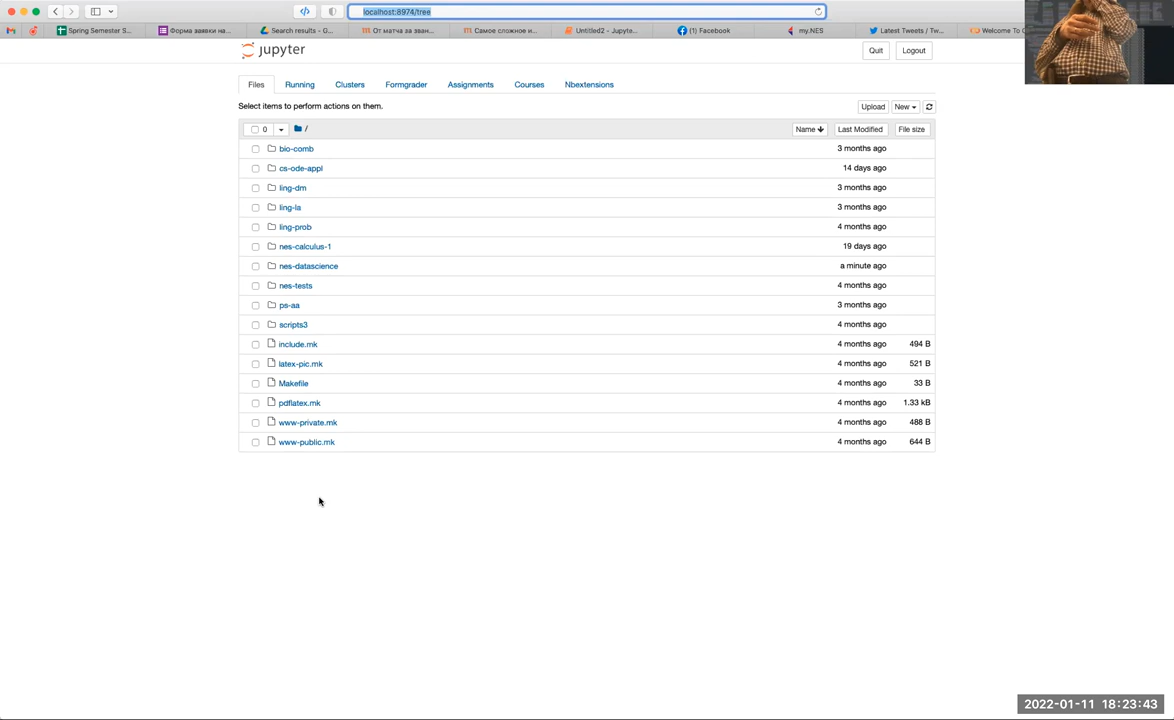 localhost:8974/tree
Spring Semester S...
Форма заявки на...
Search results - G...
От матча за зван...
Самое сложное и...
Untitled2 - Jupyte...
(1) Facebook
my.NES
Latest Tweets / Tw...
Welcome To C
jupyter
Quit
Logout
Files
Running
Clusters
Formgrader
Assignments
Courses
Nbextensions
Select items to perform actions on them.
Upload
New
0
/
Name
Last Modified
File size
bio-comb 3 months ago
cs-ode-appl 14 days ago
ling-dm 3 months ago
ling-la 3 months ago
ling-prob 4 months ago
nes-calculus-1 19 days ago
nes-datascience a minute ago
nes-tests 4 months ago
ps-aa 3 months ago
scripts3 4 months ago
include.mk 4 months ago 494 B
latex-pic.mk 4 months ago 521 B
Makefile 4 months ago 33 B
pdflatex.mk 4 months ago 1.33 kB
www-private.mk 4 months ago 488 B
www-public.mk 4 months ago 644 B
2022-01-11 18:23:43